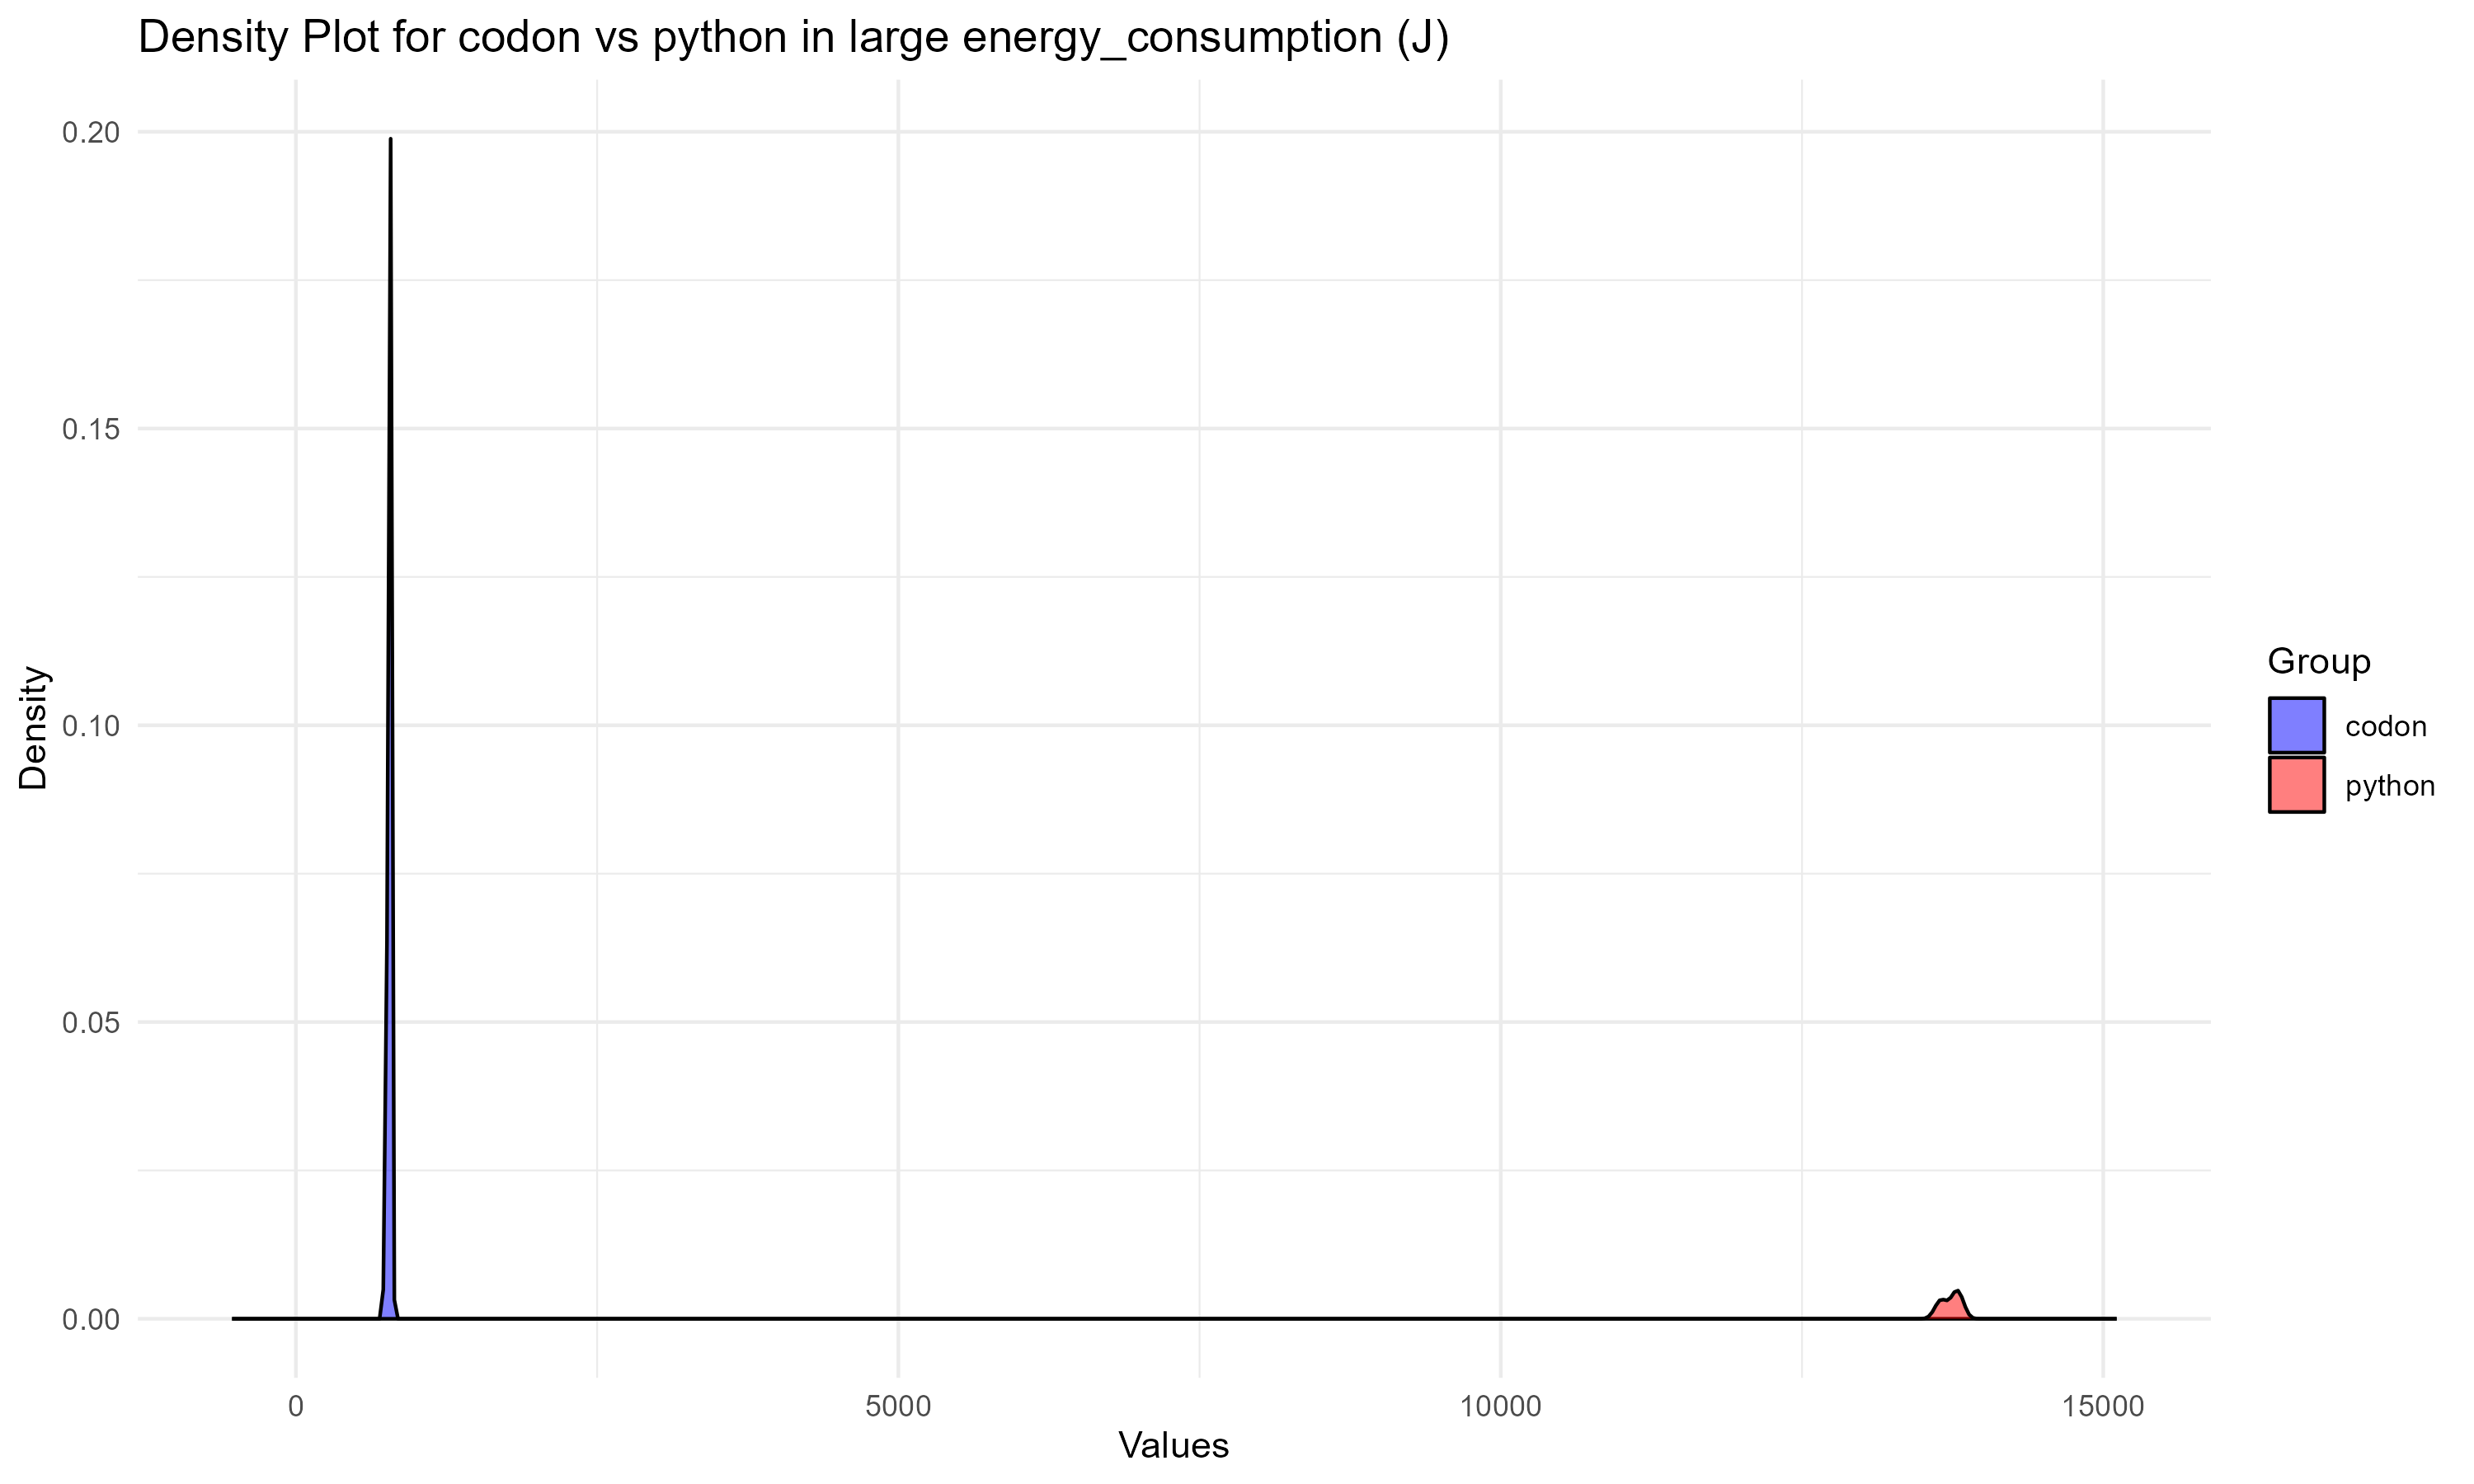 Density Plot for codon vs python in large energy_consumption (J)
0.20
0.15
0.10
0.05
0.00
Density
0
5000
10000
15000
Values
Group
codon
python